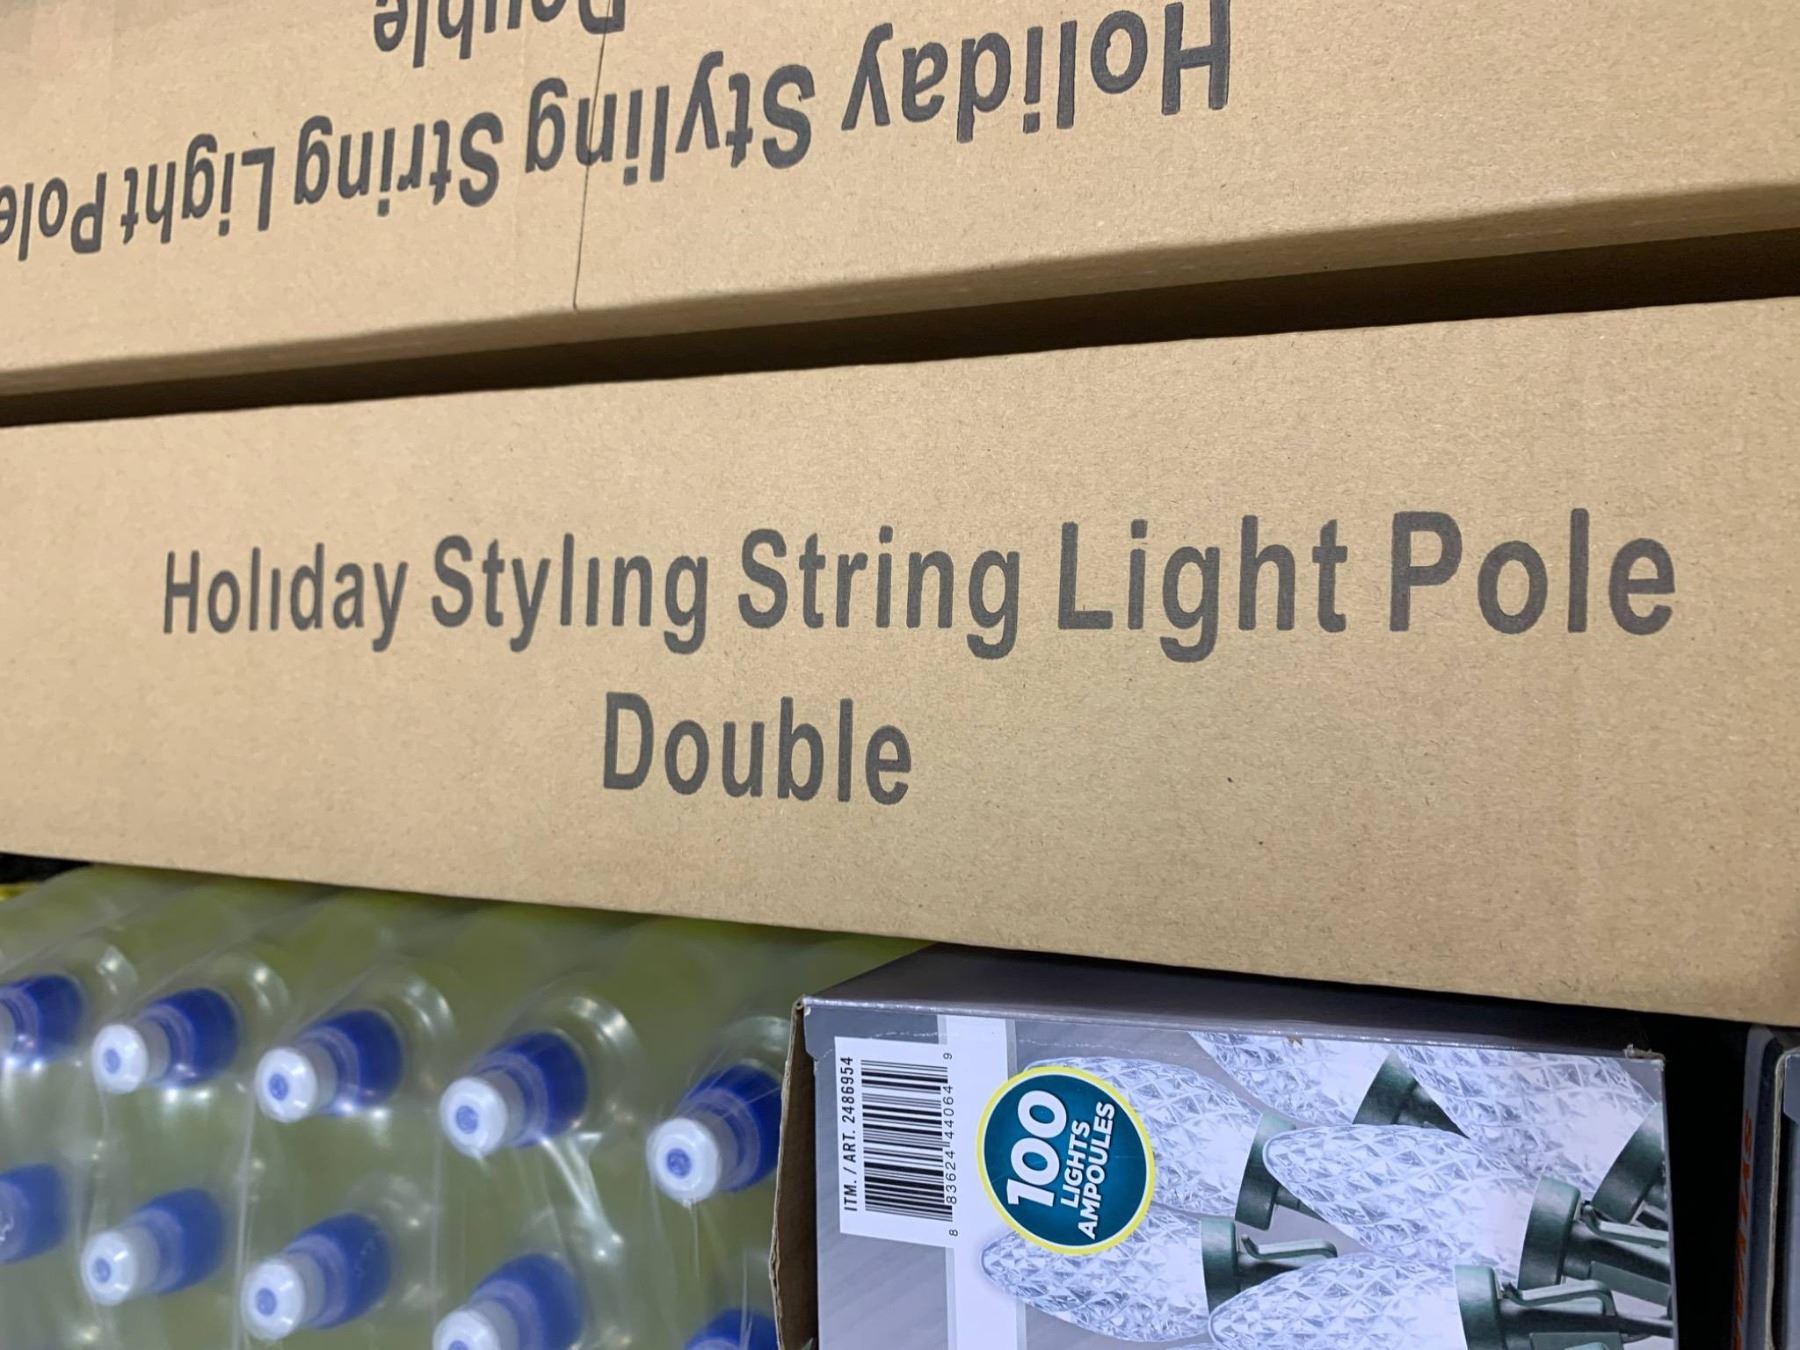 Double
Holiday Styling String Light Pole
Holiday Styling String Light Pole
Double
ITM. / ART. 2486954
8 83624 44064 9
100
LIGHTS
AMPOULES